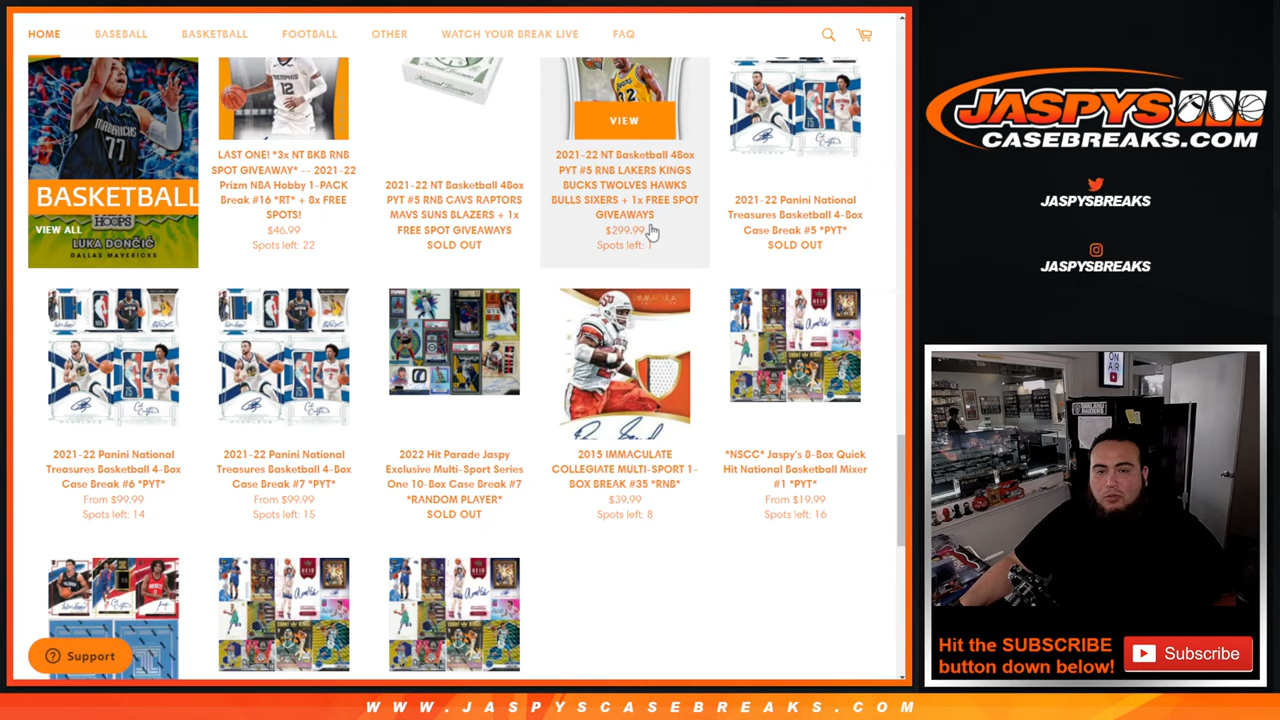 HOME BASEBALL BASKETBALL FOOTBALL OTHER WATCH YOUR BREAK LIVE FAQ
MAVERICKS
77
BASKETBALL
VIEW ALL
HOOPS
LUKA DONČIĆ
DALLAS MAVERICKS
MEMPHIS
12
LAST ONE! *3x NT BKB RNB
SPOT GIVEAWAY* -- 2021-22
Prizm NBA Hobby 1-PACK
Break #16 *RT* + 8x FREE
SPOTS!
$46.99
Spots left: 22
2021-22 NT Basketball 4Box
PYT #5 RNB CAVS RAPTORS
MAVS SUNS BLAZERS + 1x
FREE SPOT GIVEAWAYS
SOLD OUT
32
VIEW
2021-22 NT Basketball 4Box
PYT #5 RNB LAKERS KINGS
BUCKS TWOLVES HAWKS
BULLS SIXERS + 1x FREE SPOT
GIVEAWAYS
$299.99
Spots left: 1
2021-22 Panini National
Treasures Basketball 4-Box
Case Break #5 *PYT*
SOLD OUT
2021-22 Panini National
Treasures Basketball 4-Box
Case Break #6 *PYT*
From $99.99
Spots left: 14
2021-22 Panini National
Treasures Basketball 4-Box
Case Break #7 *PYT*
From $99.99
Spots left: 15
2022 Hit Parade Jaspy
Exclusive Multi-Sport Series
One 10-Box Case Break #7
*RANDOM PLAYER*
SOLD OUT
IMMACULATE
2015 IMMACULATE
COLLEGIATE MULTI-SPORT 1-
BOX BREAK #35 *RNB*
$39.99
Spots left: 8
*NSCC* Jaspy's 8-Box Quick
Hit National Basketball Mixer
#1 *PYT*
From $19.99
Spots left: 16
Support
JASPYS
CASEBREAKS.COM
JASPYSBREAKS
JASPYSBREAKS
ON
AIR
Hit the SUBSCRIBE
button down below!
Subscribe
WWW.JASPYSCASEBREAKS.COM